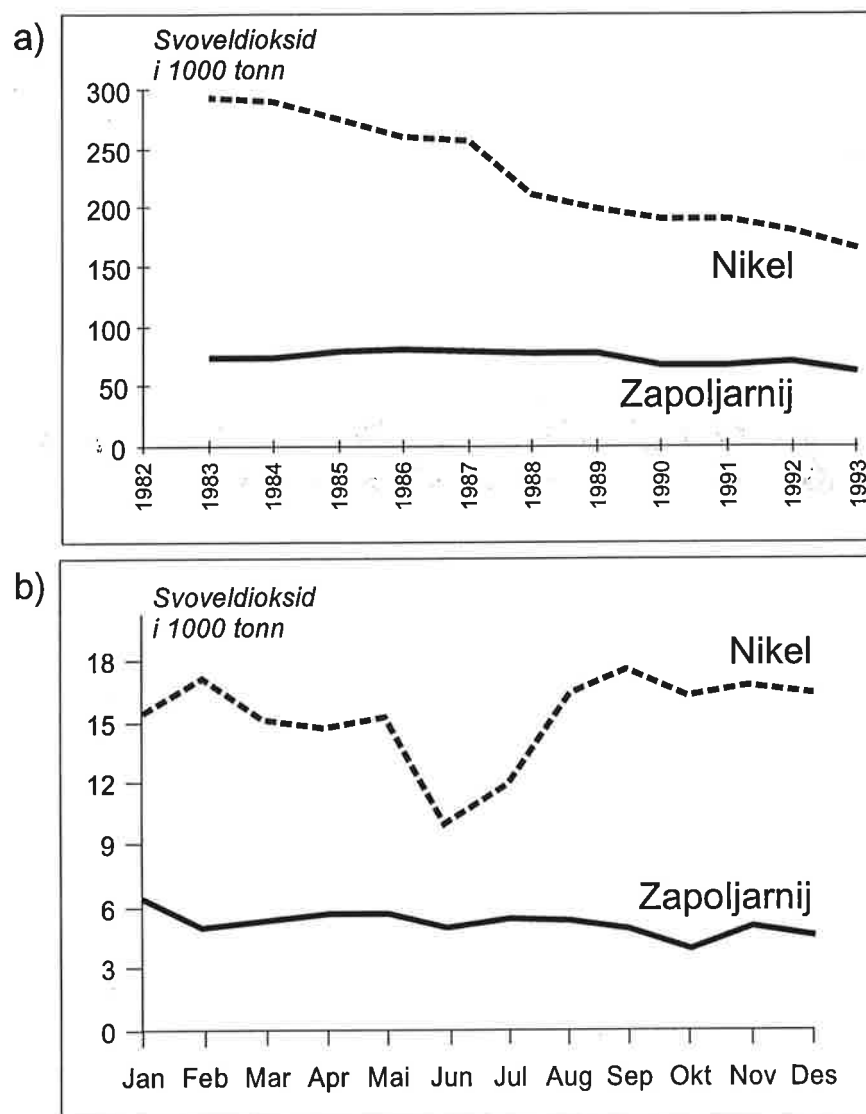 a)
Svoveldioksid
i 1000 tonn
300
250
200
150
100
50
0
Nikel
Zapoljarnij
1982 1983 1984 1985 1986 1987 1988 1989 1990 1991 1992 1993
b)
Svoveldioksid
i 1000 tonn
18
15
12
9
6
3
0
Nikel
Zapoljarnij
Jan Feb Mar Apr Mai Jun Jul Aug Sep Okt Nov Des